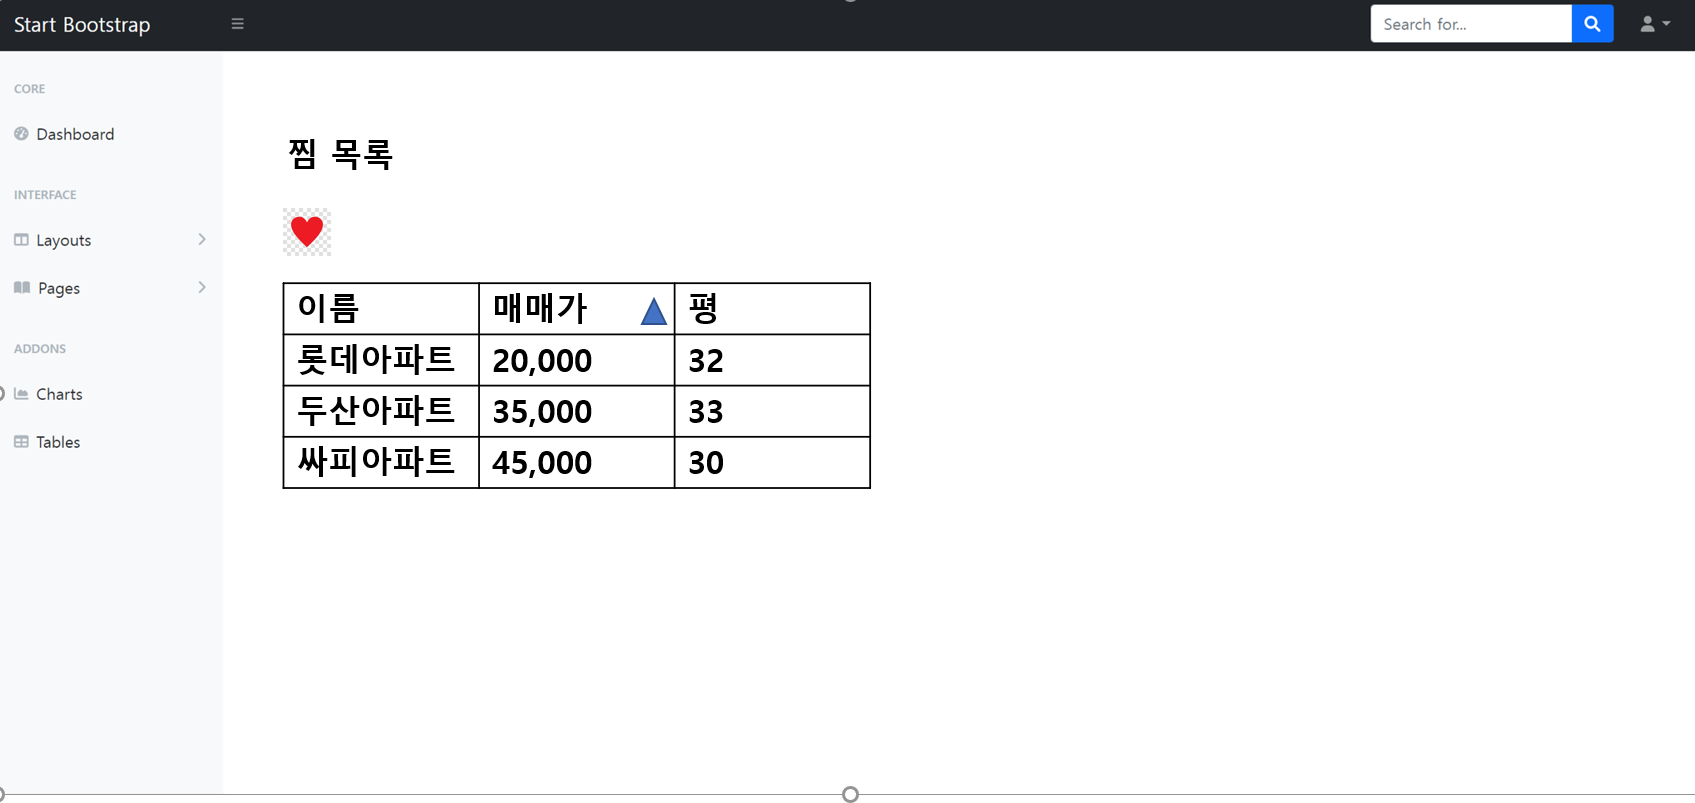 Start Bootstrap
Search for...
CORE
Dashboard
INTERFACE
Layouts
Pages
ADDONS
Charts
Tables
찜 목록
이름 매매가 평
롯데아파트 20,000 32
두산아파트 35,000 33
싸피아파트 45,000 30